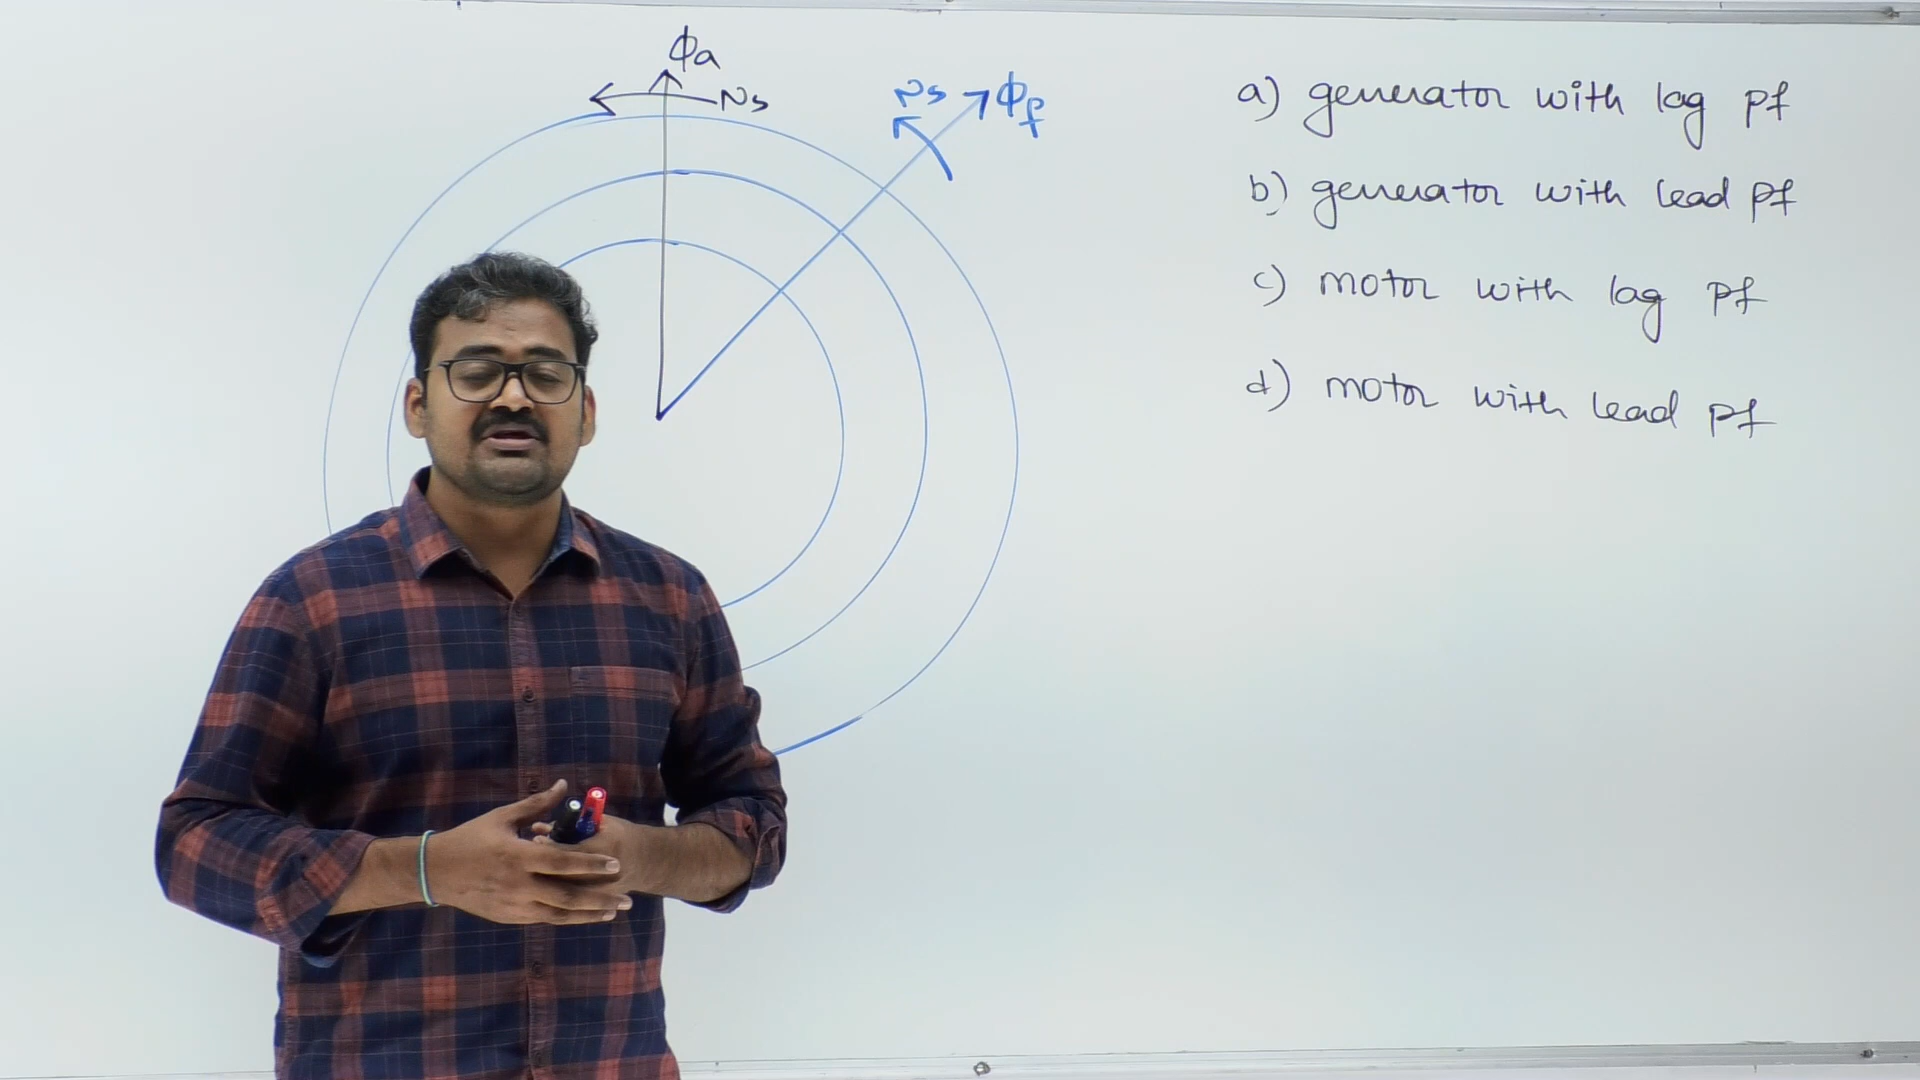 ϕa
Ns
Ns ϕf
a) generator with lag pf
b) generator with lead pf
c) motor with lag pf
d) motor with lead pf